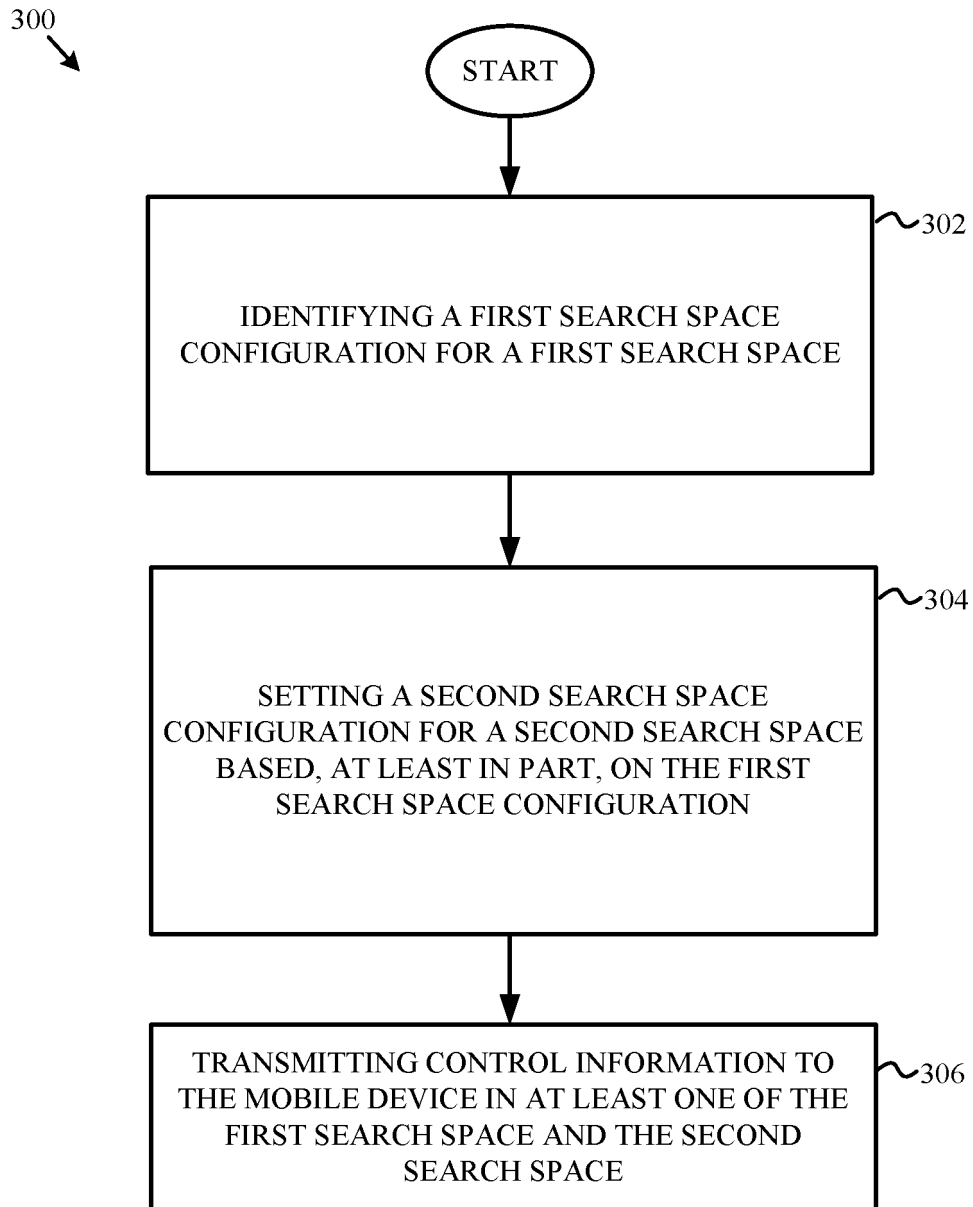 300
START
302
IDENTIFYING A FIRST SEARCH SPACE
CONFIGURATION FOR A FIRST SEARCH SPACE
304
SETTING A SECOND SEARCH SPACE
CONFIGURATION FOR A SECOND SEARCH SPACE
BASED, AT LEAST IN PART, ON THE FIRST
SEARCH SPACE CONFIGURATION
306
TRANSMITTING CONTROL INFORMATION TO
THE MOBILE DEVICE IN AT LEAST ONE OF THE
FIRST SEARCH SPACE AND THE SECOND
SEARCH SPACE